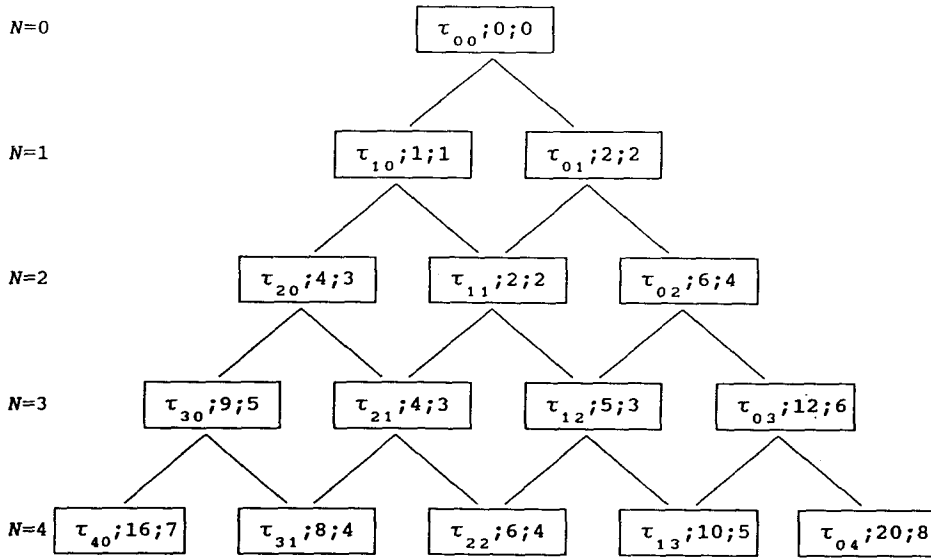 N=0 τ₀₀;0;0
N=1 τ₁₀;1;1 τ₀₁;2;2
N=2 τ₂₀;4;3 τ₁₁;2;2 τ₀₂;6;4
N=3 τ₃₀;9;5 τ₂₁;4;3 τ₁₂;5;3 τ₀₃;12;6
N=4 τ₄₀;16;7 τ₃₁;8;4 τ₂₂;6;4 τ₁₃;10;5 τ₀₄;20;8